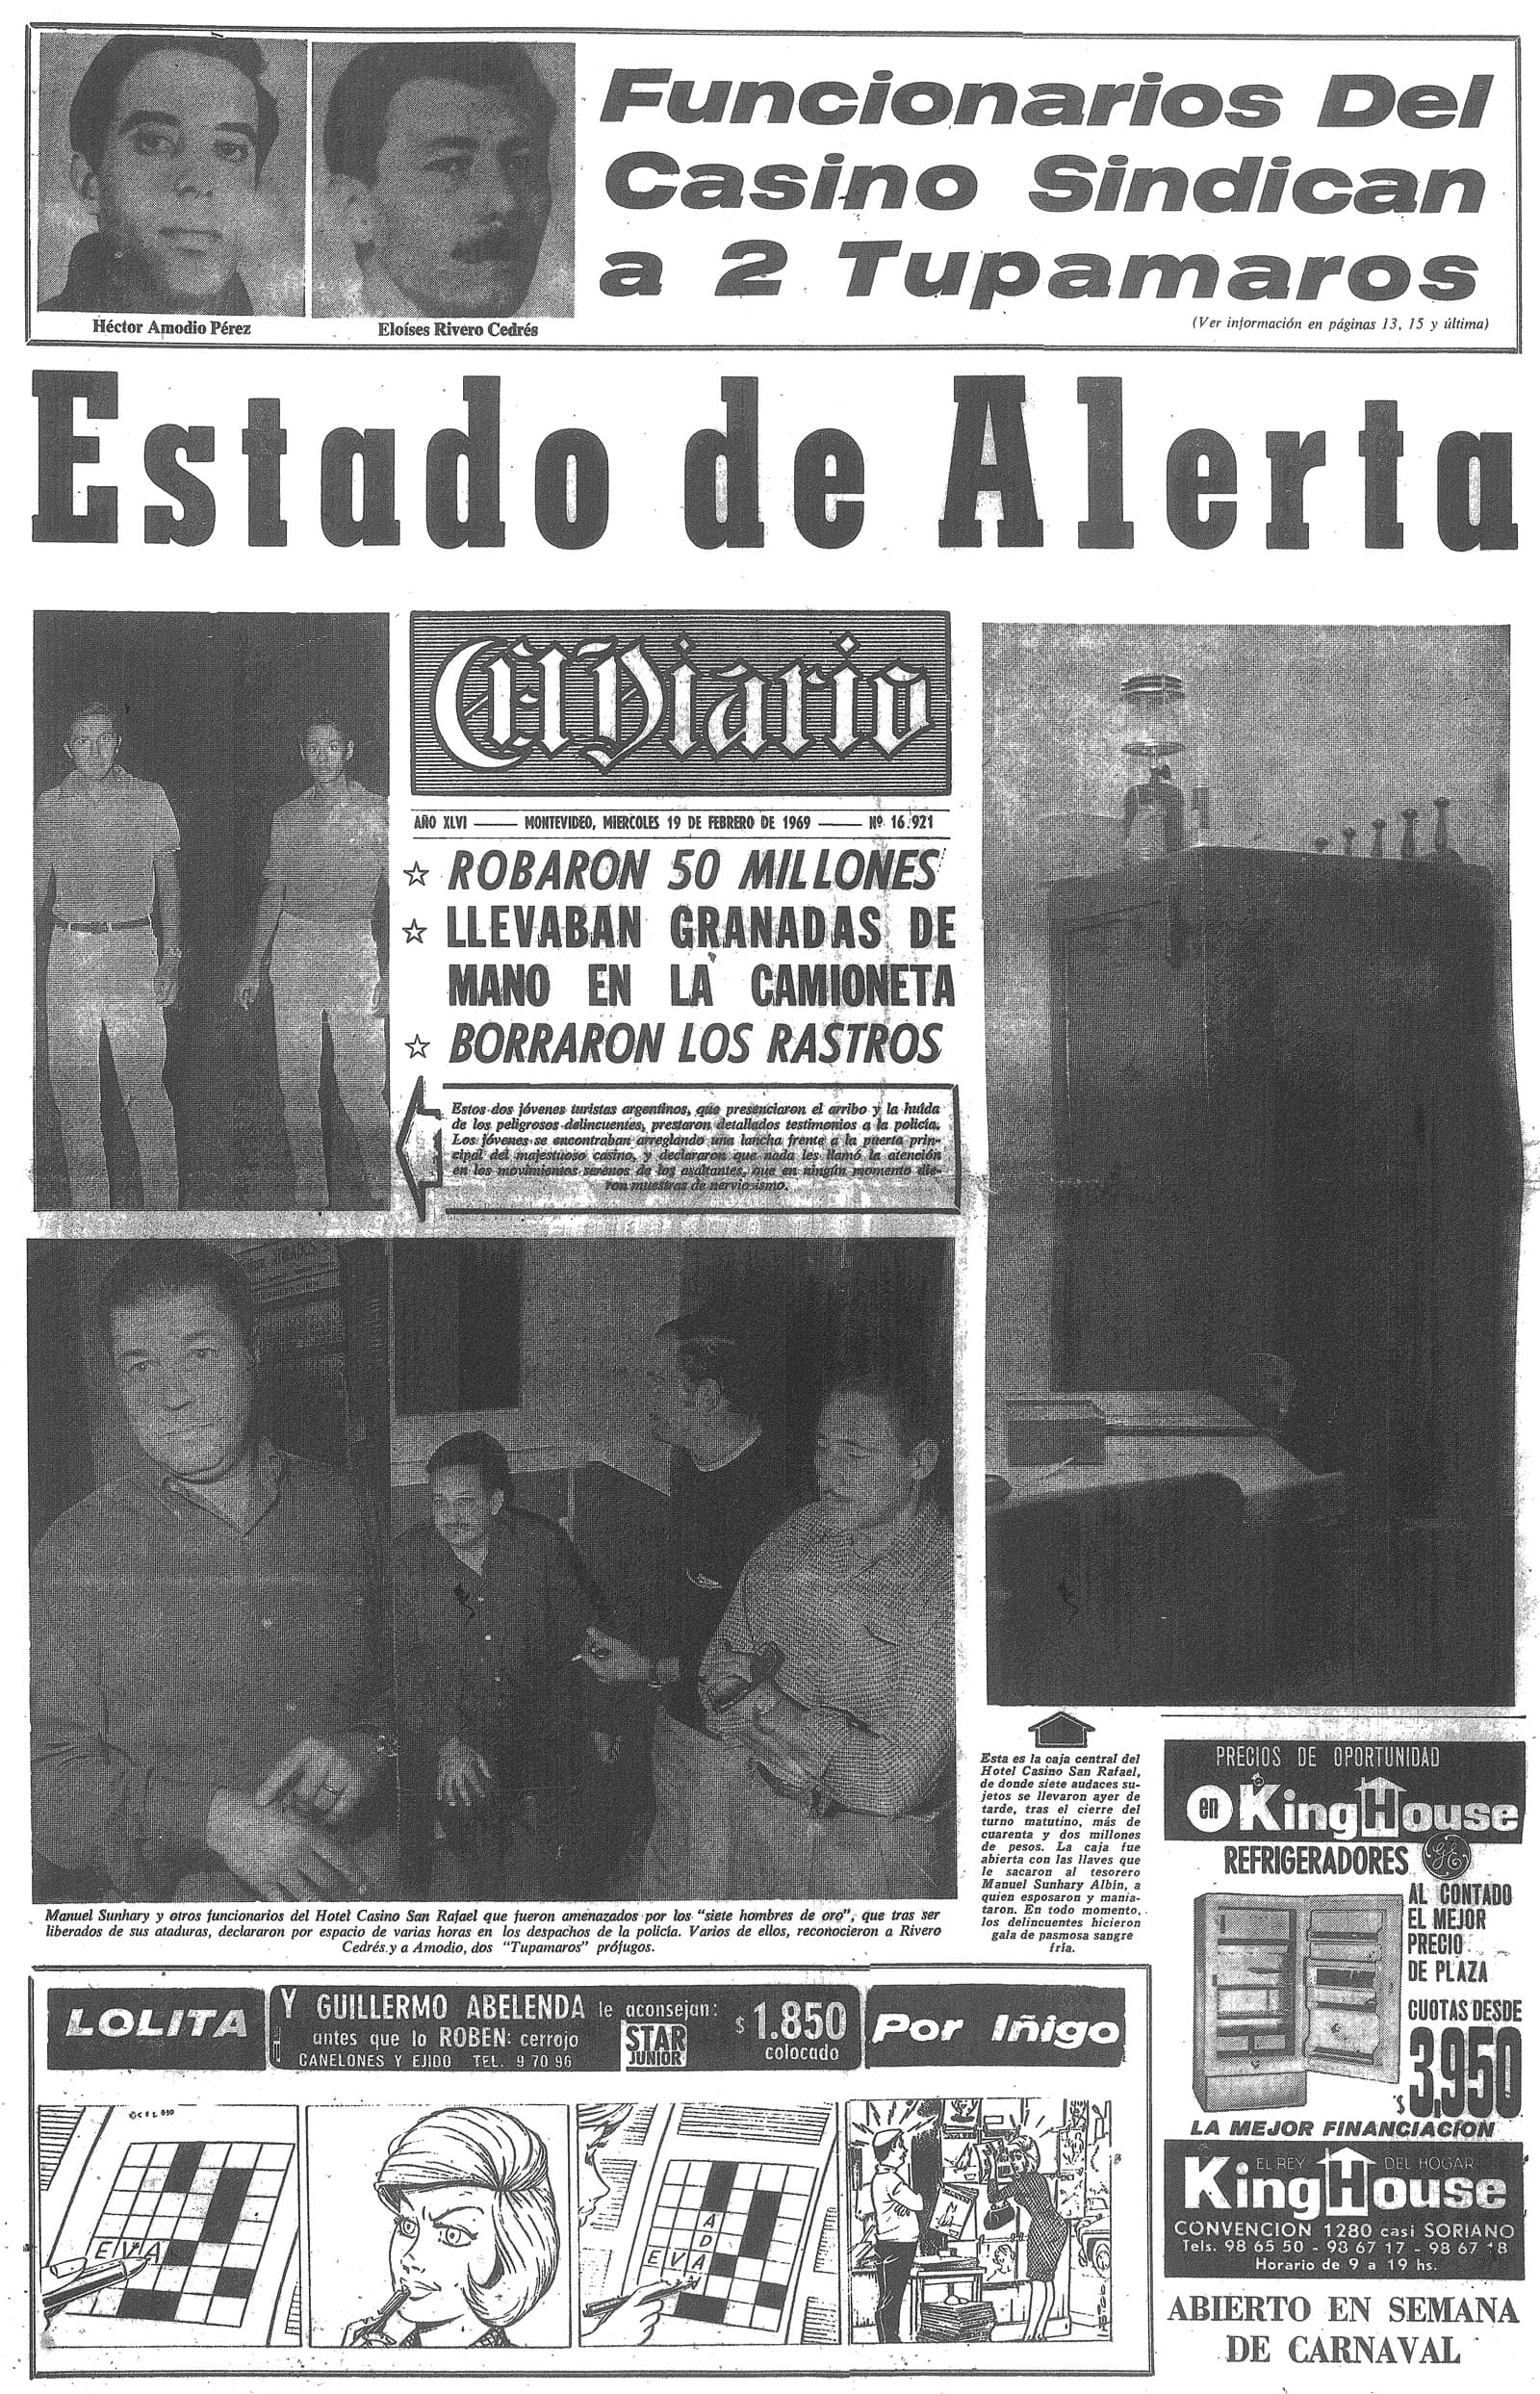 Funcionarios Del
Casino Sindican
a 2 Tupamaros
(Ver información en páginas 13, 15 y última)
Héctor Amodio Pérez
Eloíses Rivero Cedrés
Estado de Alerta
El Diario
AÑO XLVI —— MONTEVIDEO, MIERCOLES 19 DE FEBRERO DE 1969 —— Nº 16.921
☆ ROBARON 50 MILLONES
☆ LLEVABAN GRANADAS DE
MANO EN LA CAMIONETA
☆ BORRARON LOS RASTROS
Estos dos jóvenes turistas argentinos, que presenciaron el arribo y la huída
de los peligrosos delincuentes, prestaron detallados testimonios a la policía.
Los jóvenes se encontraban arreglando una lancha frente a la puerta prin-
cipal del majestuoso casino, y declararon que nada les llamó la atención
en los movimientos serenos de los asaltantes, que en ningún momento die-
ron muestras de nerviosismo.
Manuel Sunhary y otros funcionarios del Hotel Casino San Rafael que fueron amenazados por los "siete hombres de oro", que tras ser
liberados de sus ataduras, declararon por espacio de varias horas en los despachos de la policía. Varios de ellos, reconocieron a Rivero
Cedrés y a Amodio, dos "Tupamaros" prófugos.
Esta es la caja central del
Hotel Casino San Rafael,
de donde siete audaces su-
jetos se llevaron ayer de
tarde, tras el cierre del
turno matutino, más de
cuarenta y dos millones
de pesos. La caja fue
abierta con las llaves que
le sacaron al tesorero
Manuel Sunhary Albín, a
quien esposaron y mania-
taron. En todo momento,
los delincuentes hicieron
gala de pasmosa sangre
fría.
PRECIOS DE OPORTUNIDAD
en KingHouse
REFRIGERADORES GE
AL CONTADO
EL MEJOR
PRECIO
DE PLAZA
CUOTAS DESDE
$ 3.950
LA MEJOR FINANCIACION
EL REY DEL HOGAR
KingHouse
CONVENCION 1280 casi SORIANO
Tels. 98 65 50 - 98 67 17 - 98 67 18
Horario de 9 a 19 hs.
ABIERTO EN SEMANA
DE CARNAVAL
LOLITA
Y GUILLERMO ABELENDA le aconsejan:
antes que lo ROBEN: cerrojo
CANELONES Y EJIDO TEL. 9 70 96
STAR
JUNIOR
$ 1.850
colocado
Por Iñigo
EVA
A
D
EVA